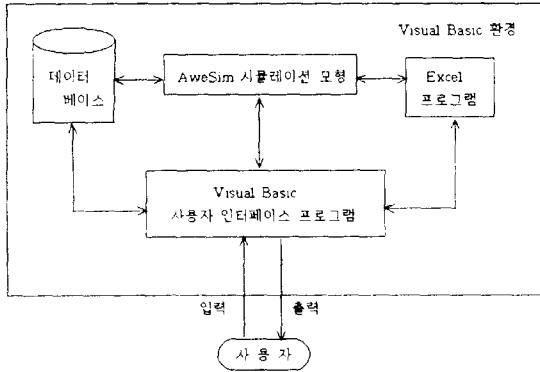 Visual Basic 환경
데이터
베이스
AweSim 시뮬레이션 모형
Excel
프로그램
Visual Basic
사용자 인터페이스 프로그램
입력
출력
사 용 자